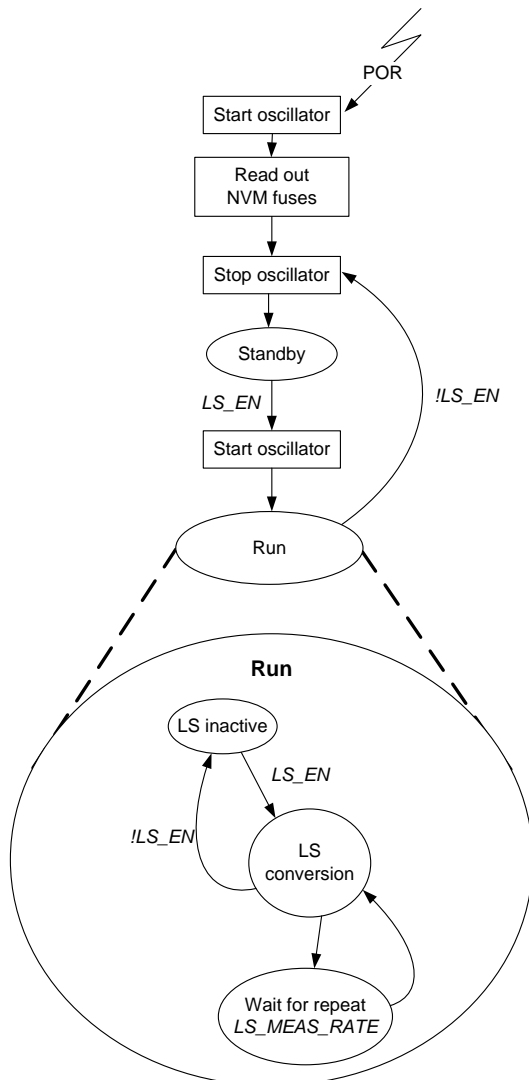 POR
Start oscillator
Read out
NVM fuses
Stop oscillator
Standby
LS_EN
!LS_EN
Start oscillator
Run
Run
LS inactive
LS_EN
!LS_EN
LS
conversion
Wait for repeat
LS_MEAS_RATE